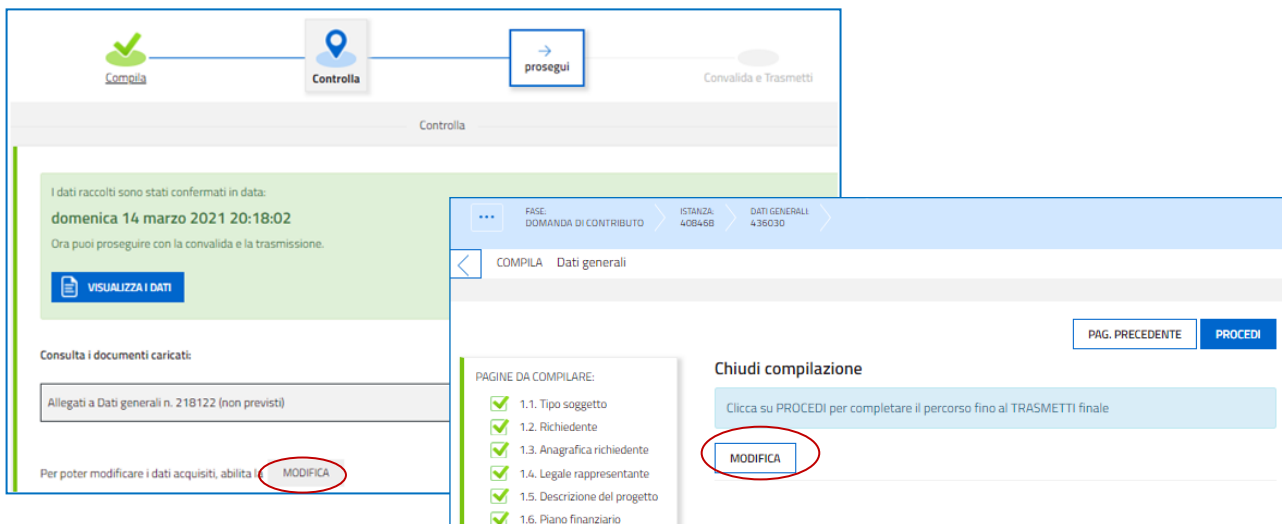 Compila
Controlla
→ prosegui
Convalida e Trasmetti
Controlla
I dati raccolti sono stati confermati in data:
domenica 14 marzo 2021 20:18:02
Ora puoi proseguire con la convalida e la trasmissione.
VISUALIZZA I DATI
Consulta i documenti caricati:
Allegati a Dati generali n. 218122 (non previsti)
Per poter modificare i dati acquisiti, abilita la MODIFICA
... FASE: ISTANZA: DATI GENERALI:
DOMANDA DI CONTRIBUTO 408468 436030
COMPILA Dati generali
PAG. PRECEDENTE PROCEDI
PAGINE DA COMPILARE:
1.1. Tipo soggetto
1.2. Richiedente
1.3. Anagrafica richiedente
1.4. Legale rappresentante
1.5. Descrizione del progetto
1.6. Piano finanziario
Chiudi compilazione
Clicca su PROCEDI per completare il percorso fino al TRASMETTI finale
MODIFICA